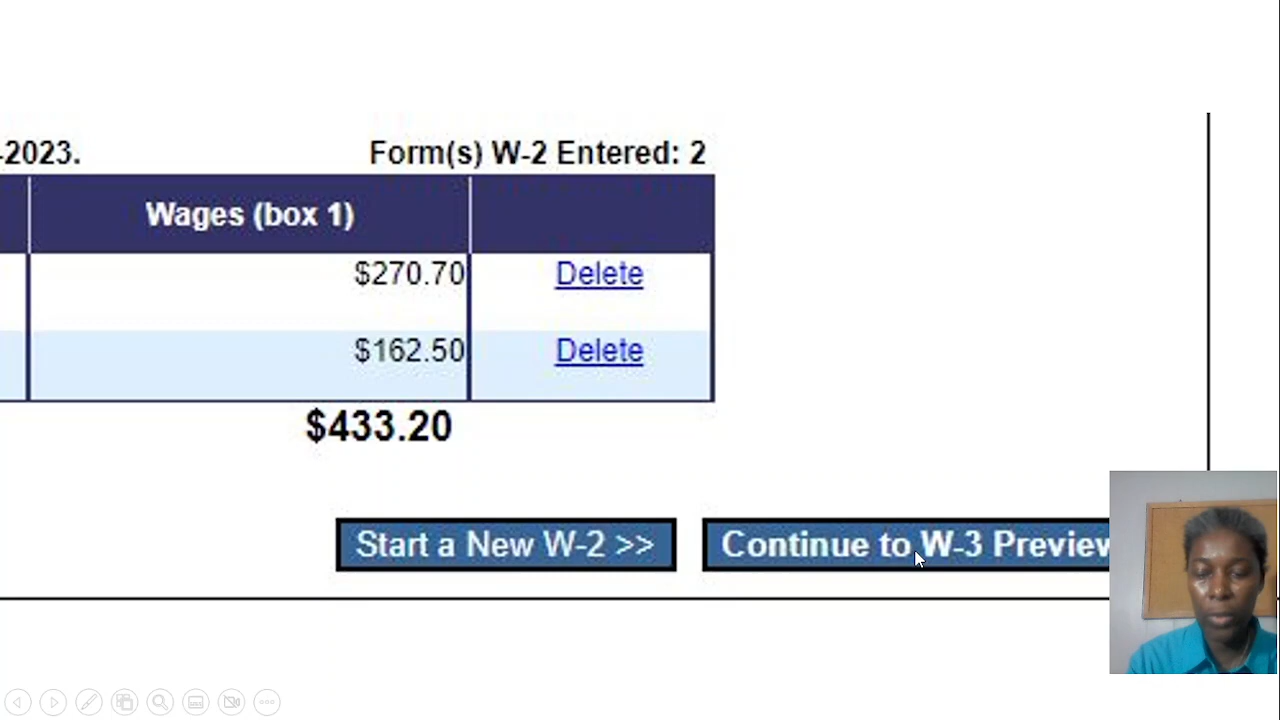 -2023.
Form(s) W-2 Entered: 2
Wages (box 1)
$270.70
Delete
$162.50
Delete
$433.20
Start a New W-2 >>
Continue to W-3 Preview